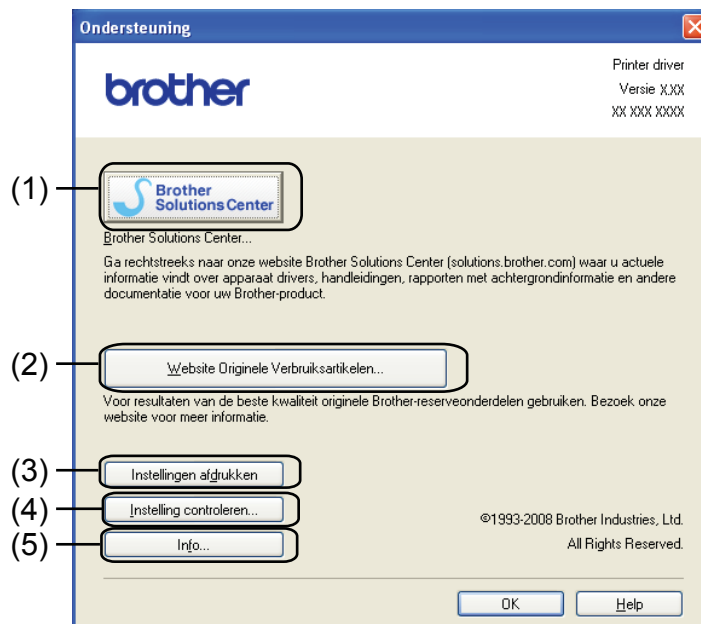 Ondersteuning
brother
Printer driver
Versie X.XX
XX XXX XXXX
(1)
Brother
Solutions Center
Brother Solutions Center...
Ga rechtstreeks naar onze website Brother Solutions Center (solutions.brother.com) waar u actuele
informatie vindt over apparaat drivers, handleidingen, rapporten met achtergrondinformatie en andere
documentatie voor uw Brother-product.
(2)
Website Originele Verbruiksartikelen...
Voor resultaten van de beste kwaliteit originele Brother-reserveonderdelen gebruiken. Bezoek onze
website voor meer informatie.
(3)
Instellingen afdrukken
(4)
Instelling controleren...
(5)
Info...
©1993-2008 Brother Industries, Ltd.
All Rights Reserved.
OK
Help